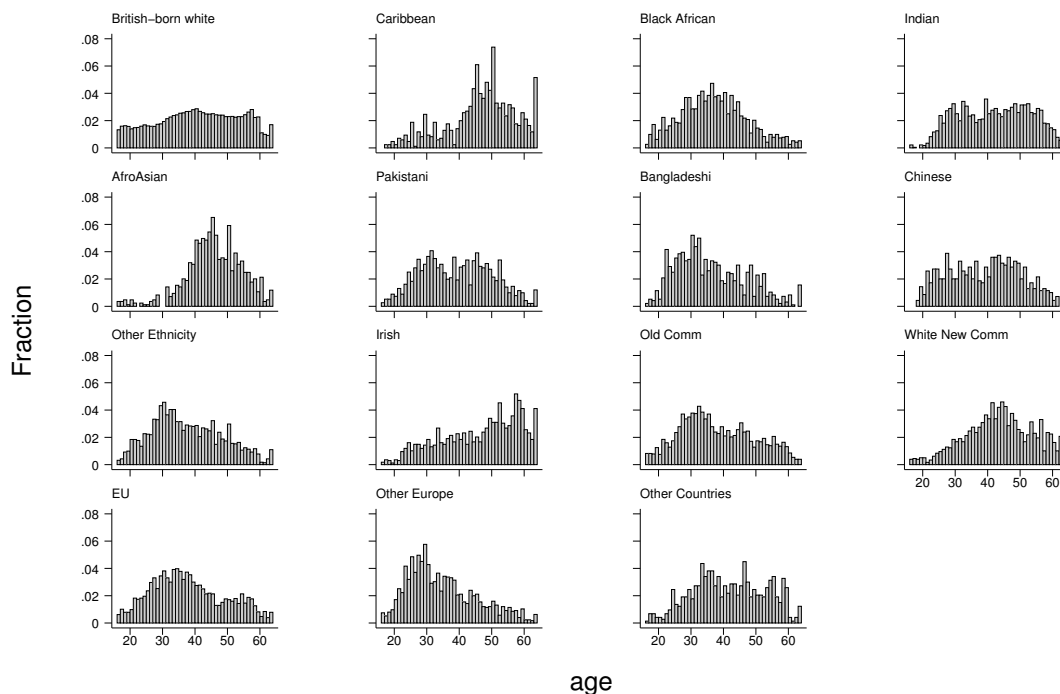 British−born white
Caribbean
Black African
Indian
.08
.06
.04
.02
0
AfroAsian
Pakistani
Bangladeshi
Chinese
.08
.06
.04
.02
0
Other Ethnicity
Irish
Old Comm
White New Comm
.08
.06
.04
.02
0
20 30 40 50 60
EU
Other Europe
Other Countries
.08
.06
.04
.02
0
20 30 40 50 60
20 30 40 50 60
20 30 40 50 60
Fraction
age